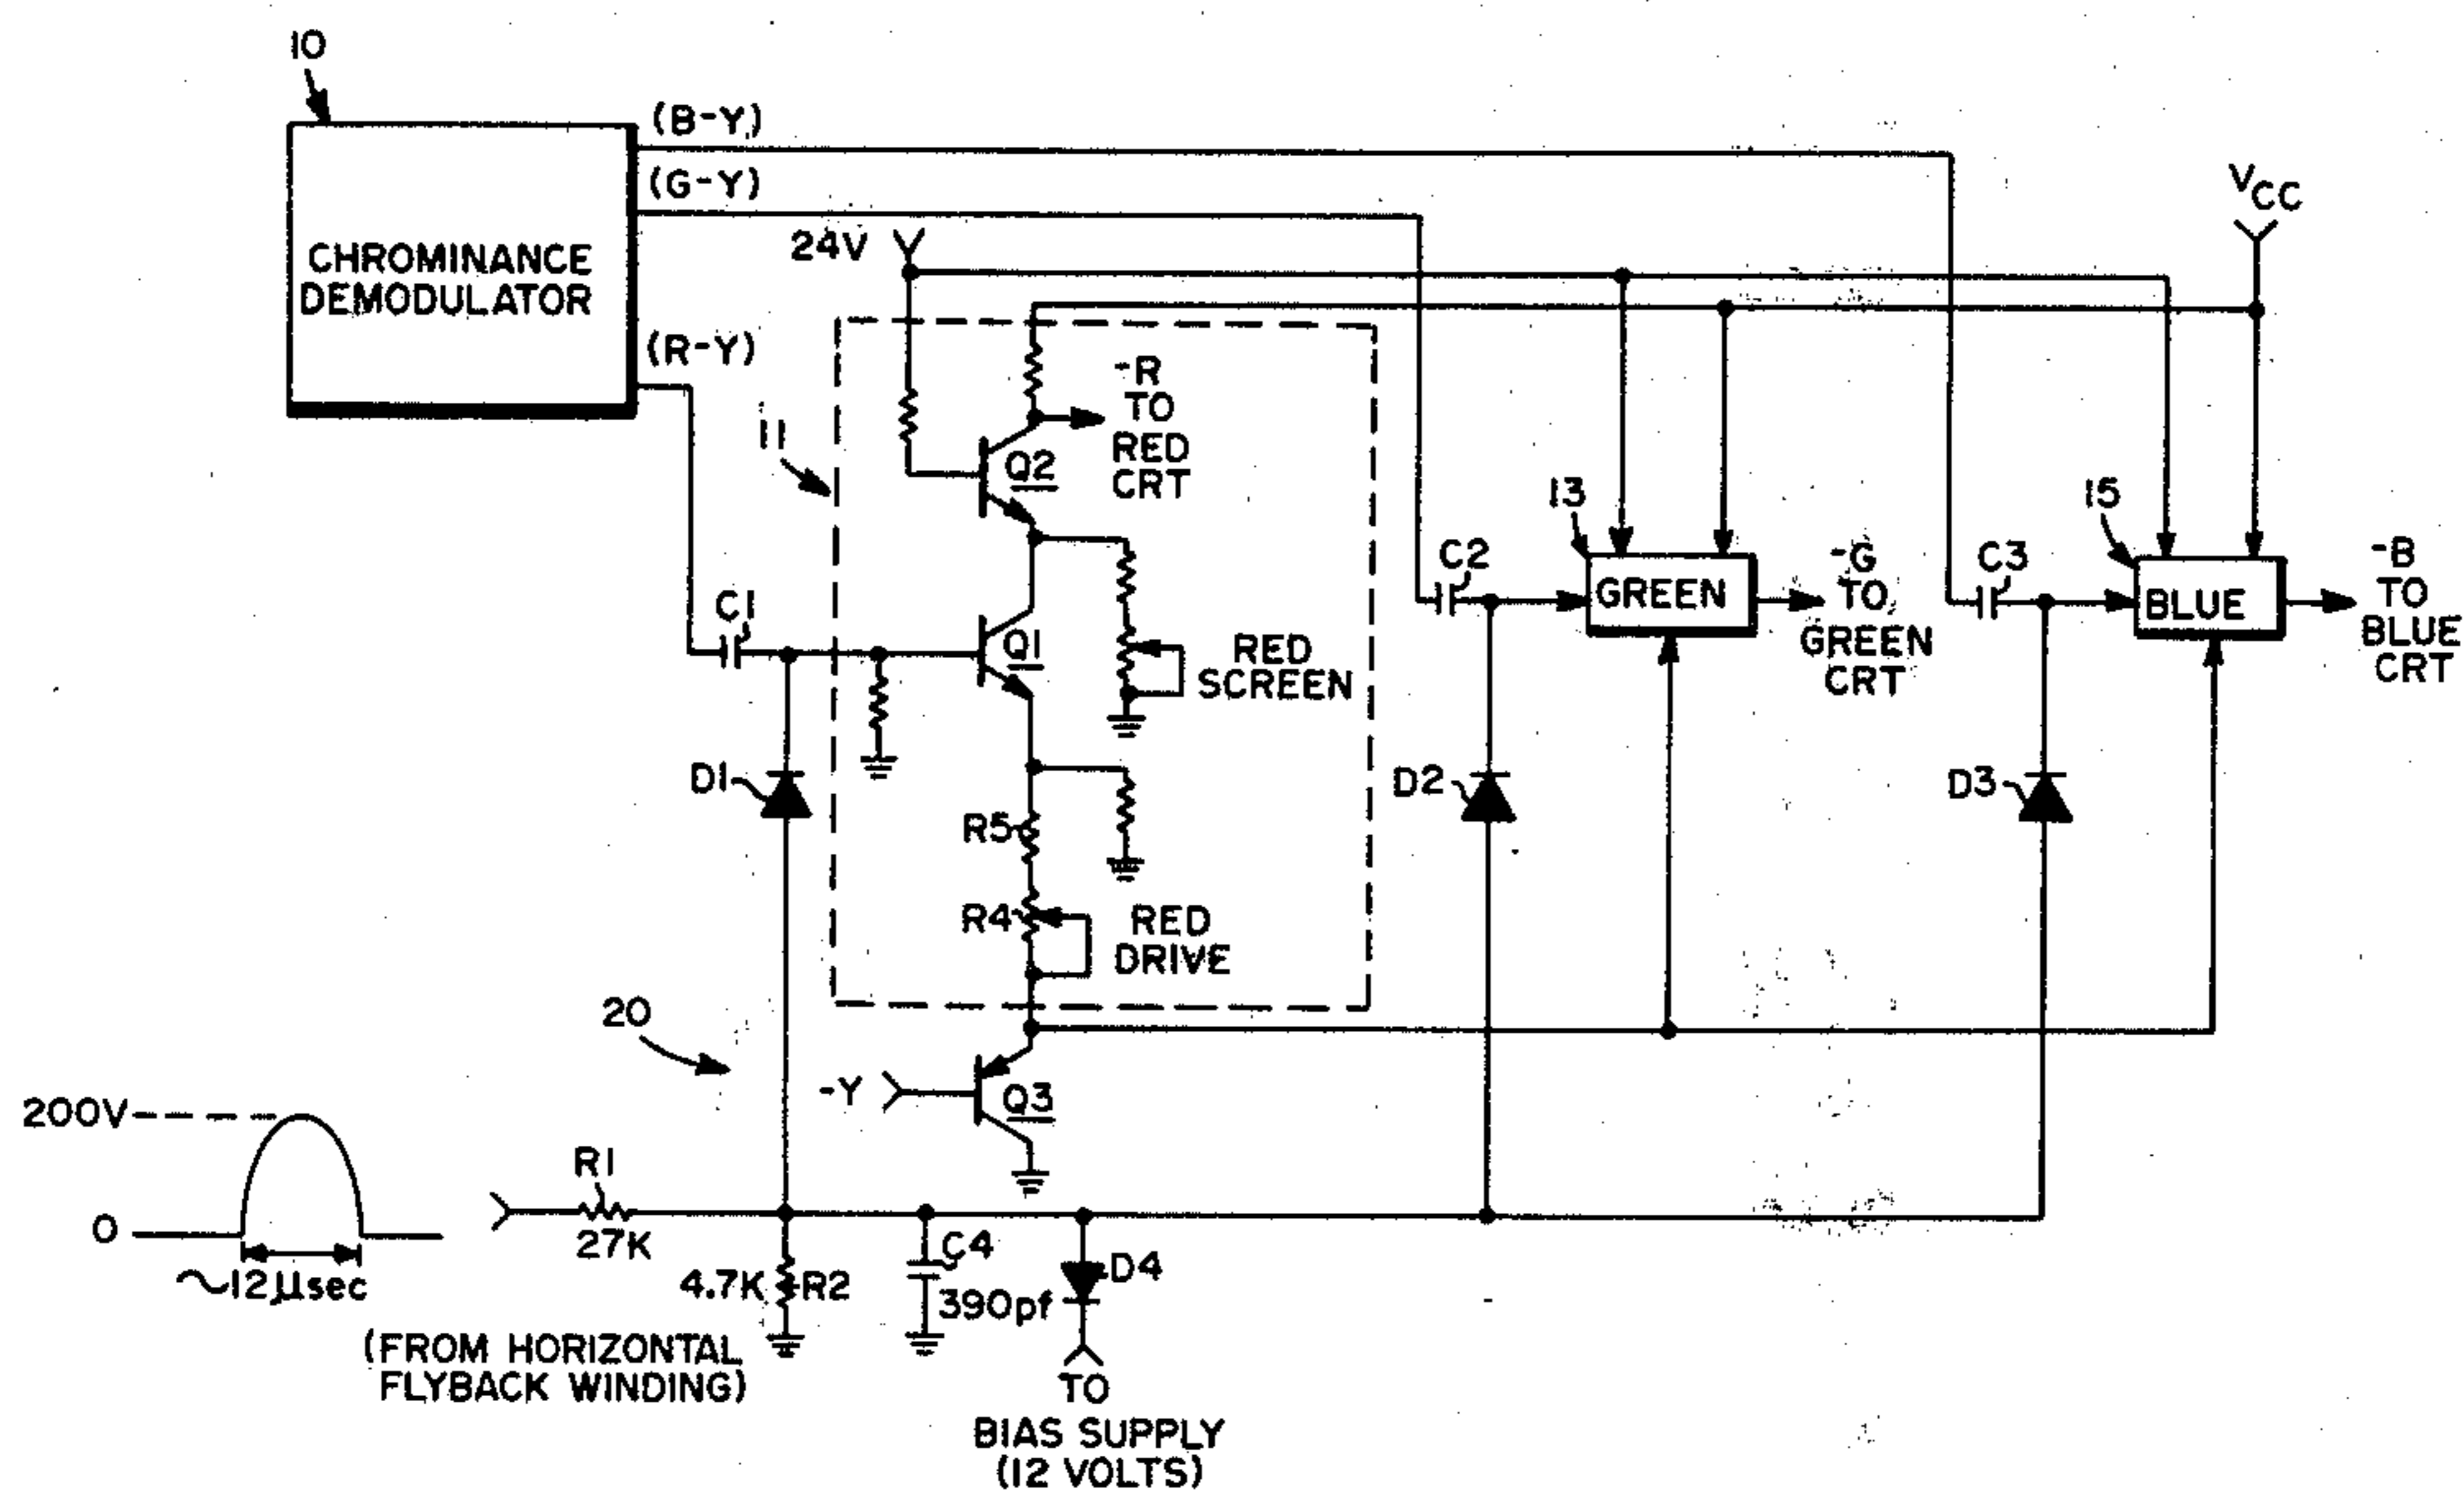 10
(B-Y)
(G-Y)
(R-Y)
CHROMINANCE
DEMODULATOR
24V
VCC
11
-R
TO
RED
CRT
Q2
13
15
C1
Q1
RED
SCREEN
C2
GREEN
-G
TO
GREEN
CRT
C3
BLUE
-B
TO
BLUE
CRT
D1
D2
D3
R5
R4
RED
DRIVE
20
-Y
Q3
200V
0
~12µsec
R1
27K
4.7K
R2
C4
390pf
D4
(FROM HORIZONTAL
FLYBACK WINDING)
TO
BIAS SUPPLY
(12 VOLTS)